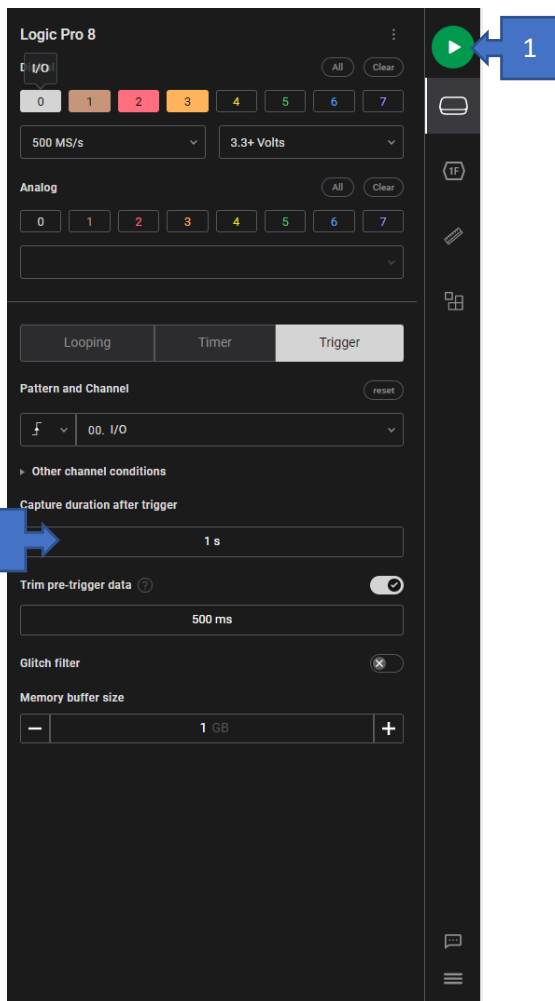 Logic Pro 8
I/O
All Clear
0 1 2 3 4 5 6 7
500 MS/s 3.3+ Volts
Analog All Clear
0 1 2 3 4 5 6 7
Looping Timer Trigger
Pattern and Channel reset
00. I/O
Other channel conditions
Capture duration after trigger
1 s
Trim pre-trigger data ?
500 ms
Glitch filter
Memory buffer size
1 GB
1
1F